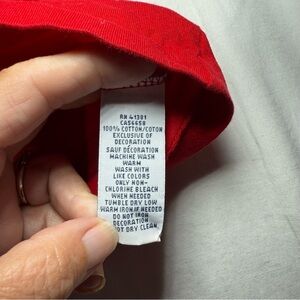 RN 41381
CA54658
100% COTTON/COTON
EXCLUSIVE OF
DECORATION
SAUF DÉCORATION
MACHINE WASH
WARM
WASH WITH
LIKE COLORS
ONLY NON-
CHLORINE BLEACH
WHEN NEEDED
TUMBLE DRY LOW
WARM IRON IF NEEDED
DO NOT IRON
DECORATION
NOT DRY CLEAN